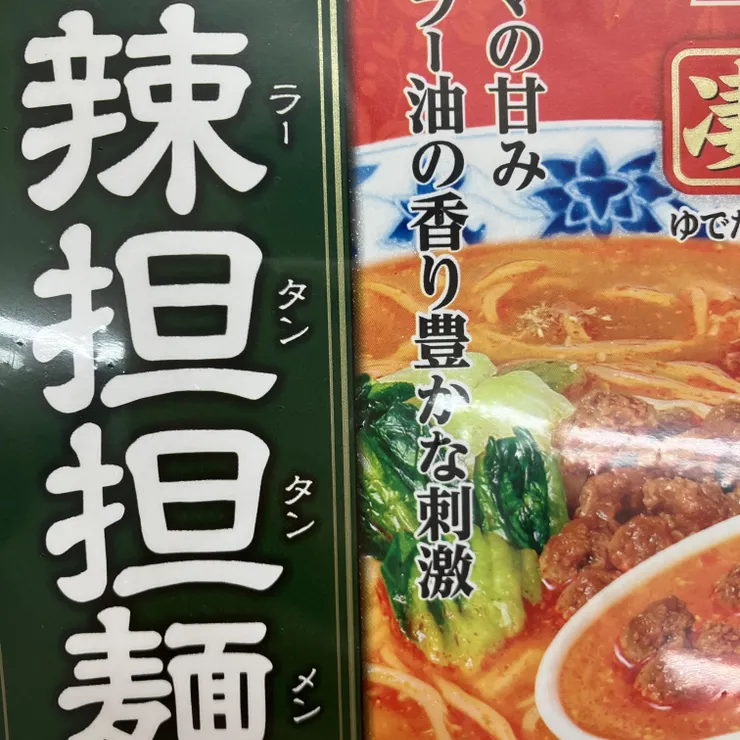 辣担担麺
ラー
タン
タン
メン
マの甘み
ラー油の香り豊かな刺激
凄
ゆで